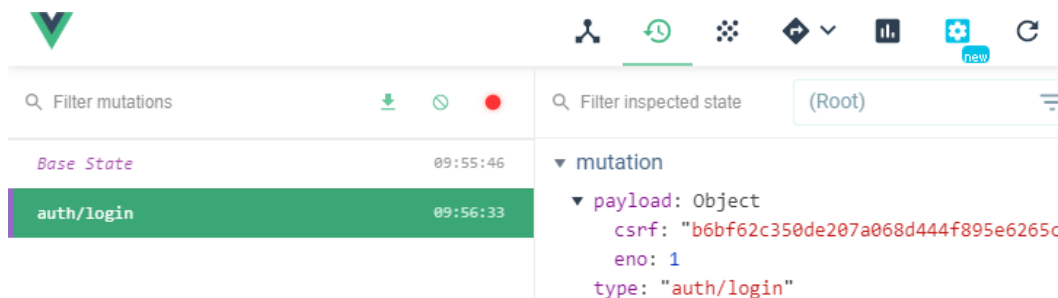 new
Filter mutations
Filter inspected state
(Root)
Base State 09:55:46
auth/login 09:56:33
mutation
payload: Object
csrf: "b6bf62c350de207a068d444f895e6265c
eno: 1
type: "auth/login"